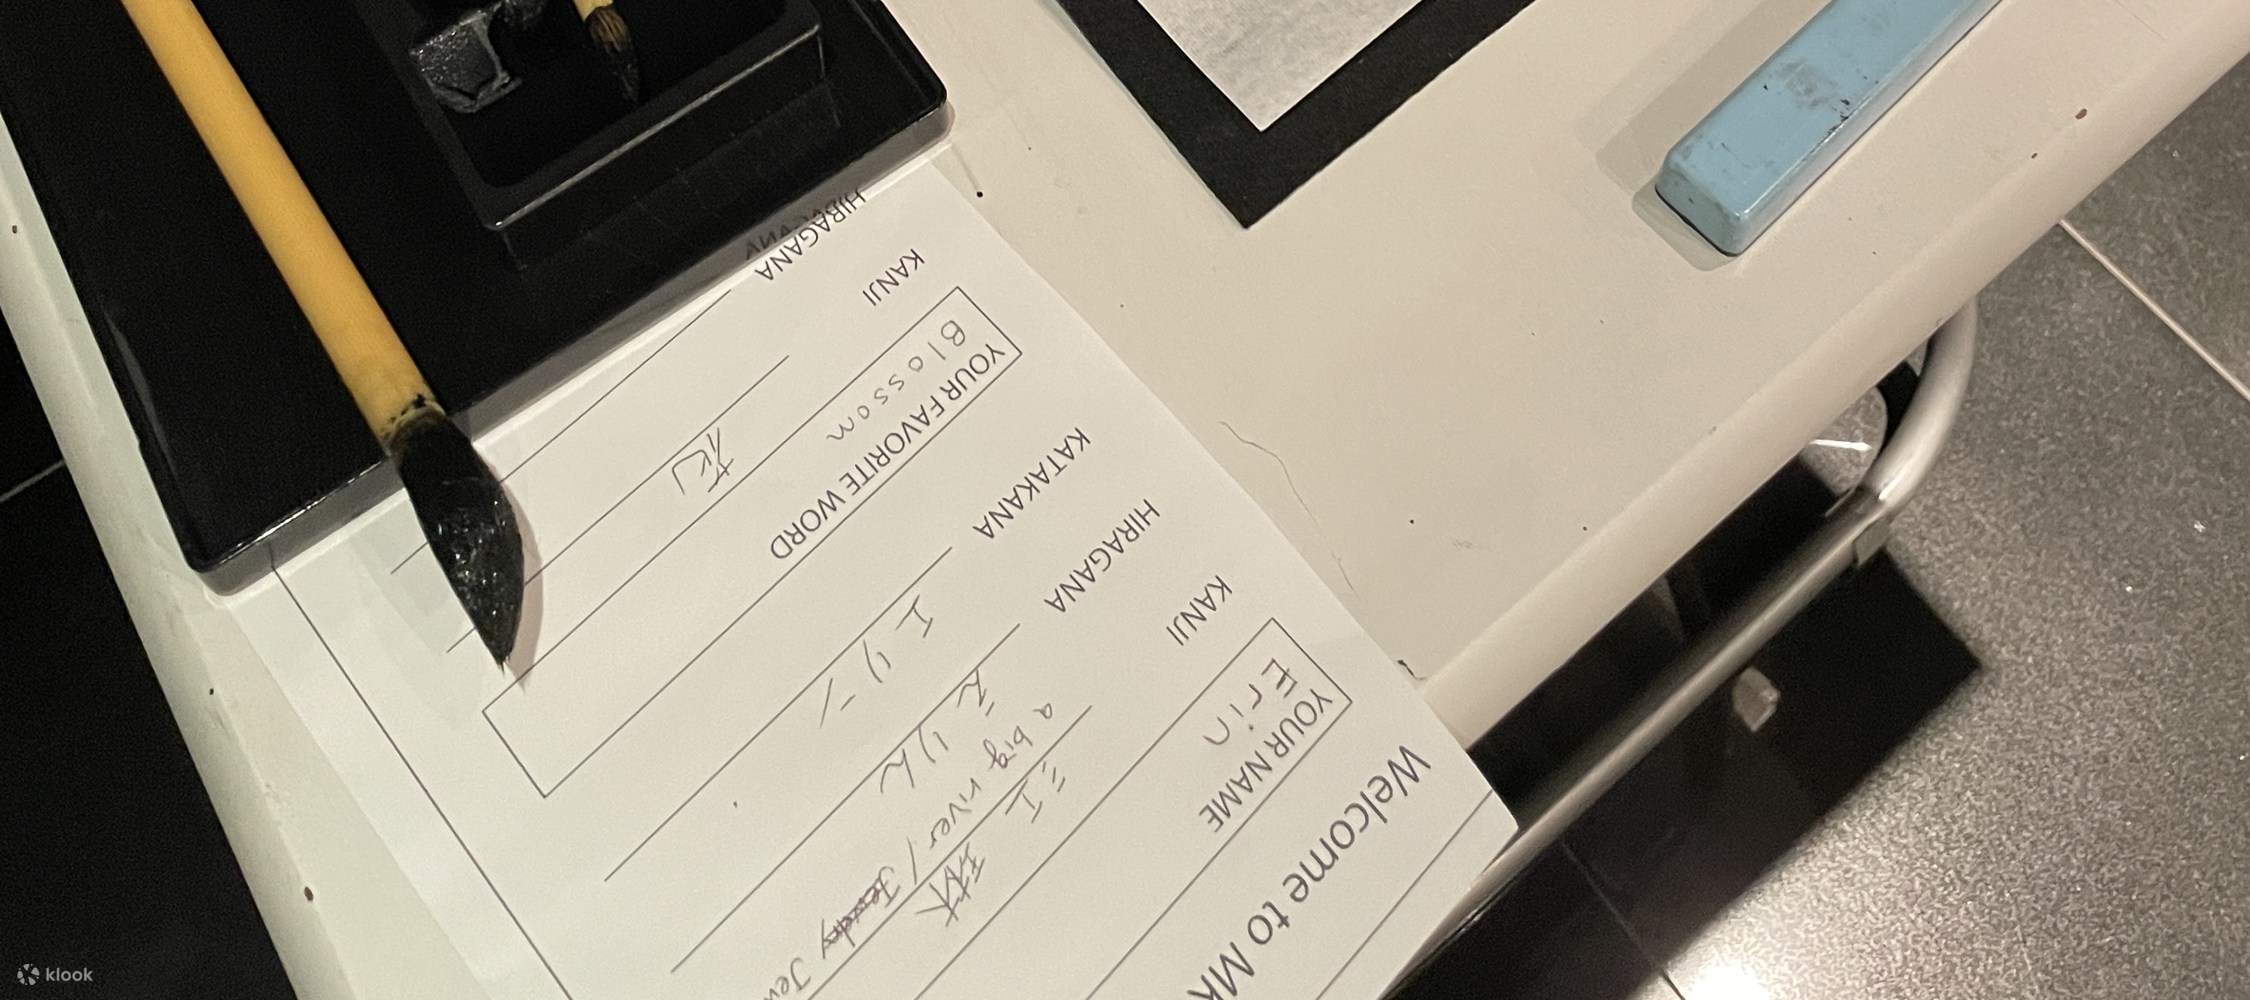 Welcome to MK
YOUR NAME
Erin
KANJI 江琳
a big river / Jewelry Jew
HIRAGANA えりん
KATAKANA エリン
YOUR FAVORITE WORD
Blossom
KANJI 花
HIRAGANA
klook